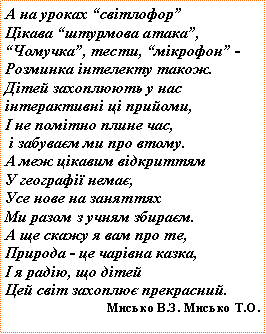 А на уроках “світлофор”
Цікава “штурмова атака”,
“Чомучка”, тести, “мікрофон” -
Розминка інтелекту також.
Дітей захоплюють у нас
інтерактивні ці прийоми,
І не помітно плине час,
і забуваєм ми про втому.
А меж цікавим відкриттям
У географії немає,
Усе нове на заняттях
Ми разом з учням збираєм.
А ще скажу я вам про те,
Природа - це чарівна казка,
І я радію, що дітей
Цей світ захоплює прекрасний.
Мисько В.З. Мисько Т.О.